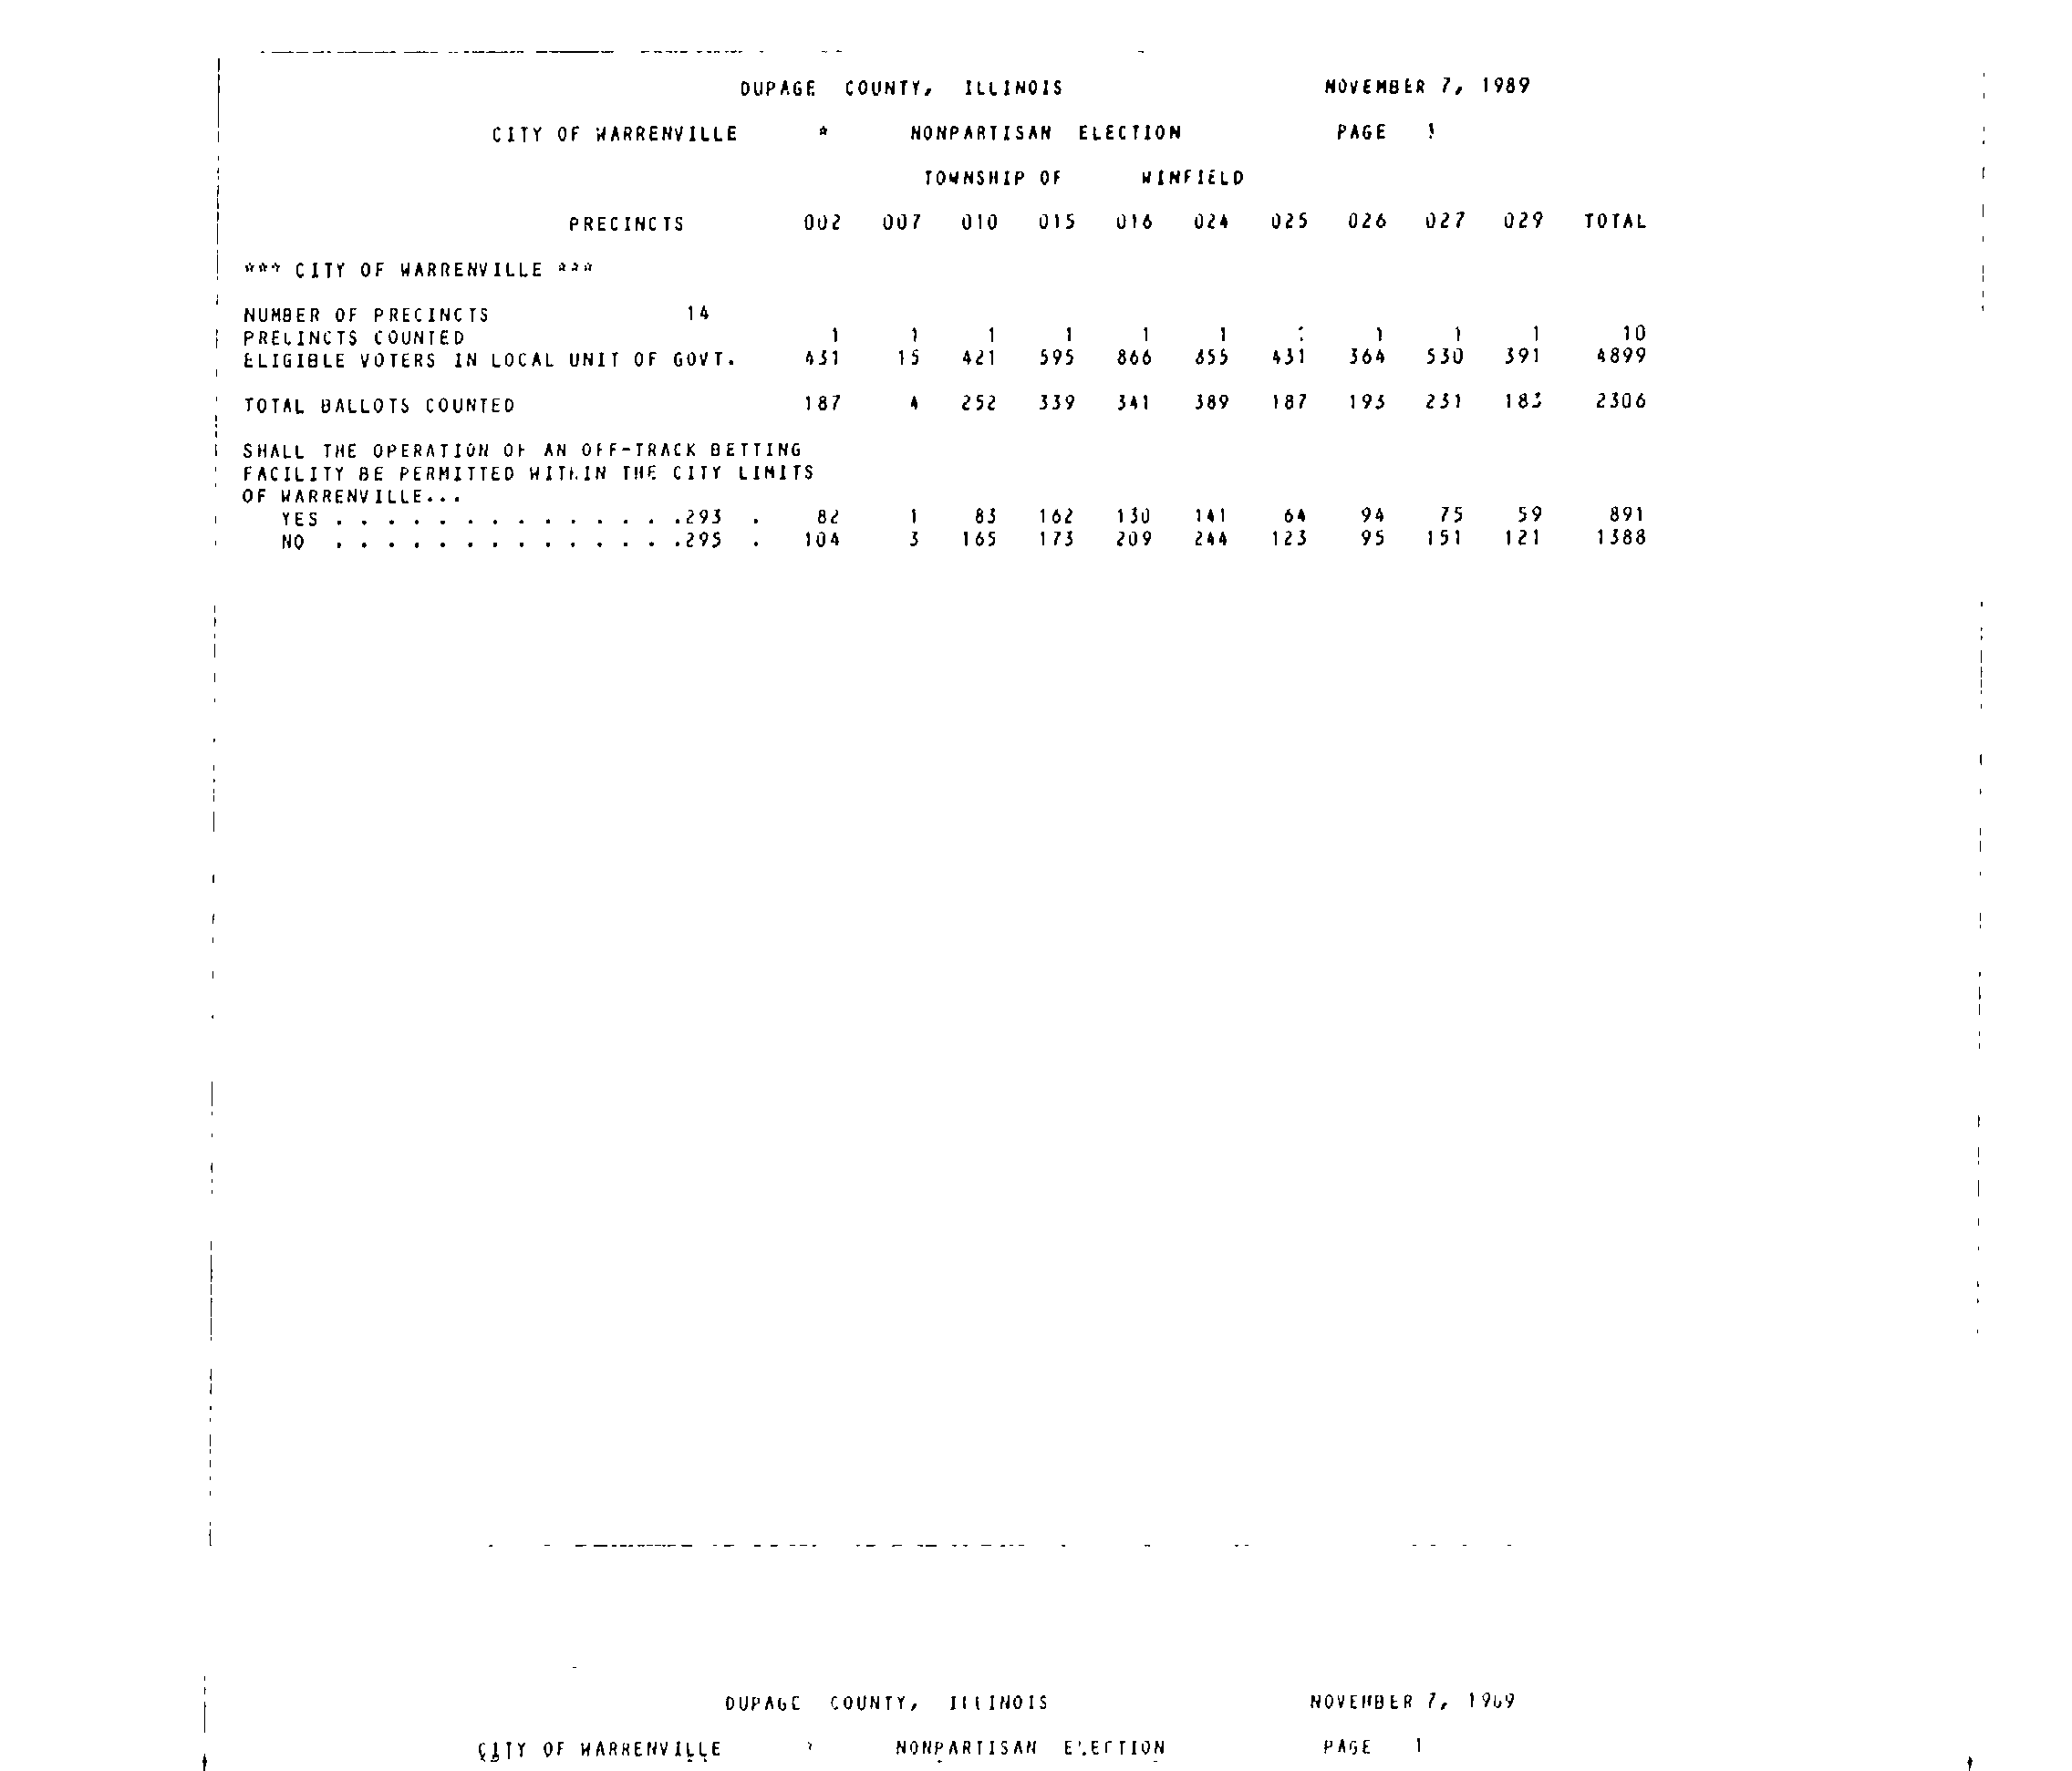 DUPAGE COUNTY, ILLINOIS NOVEMBER 7, 1989
CITY OF WARRENVILLE * NONPARTISAN ELECTION PAGE 1
TOWNSHIP OF WINFIELD
PRECINCTS 002 007 010 015 016 024 025 026 027 029 TOTAL
*** CITY OF WARRENVILLE ***
NUMBER OF PRECINCTS 14
PRECINCTS COUNTED 1 1 1 1 1 1 1 1 1 1 10
ELIGIBLE VOTERS IN LOCAL UNIT OF GOVT. 431 15 421 595 866 855 431 364 530 391 4899
TOTAL BALLOTS COUNTED 187 4 252 339 341 389 187 193 231 183 2306
SHALL THE OPERATION OF AN OFF-TRACK BETTING
FACILITY BE PERMITTED WITHIN THE CITY LIMITS
OF WARRENVILLE...
YES . . . . . . . . . . . . . .293 . 82 1 83 162 130 141 64 94 75 59 891
NO . . . . . . . . . . . . . .295 . 104 3 165 173 209 244 123 95 151 121 1388
DUPAGE COUNTY, ILLINOIS NOVEMBER 7, 1989
CITY OF WARRENVILLE * NONPARTISAN ELECTION PAGE 1